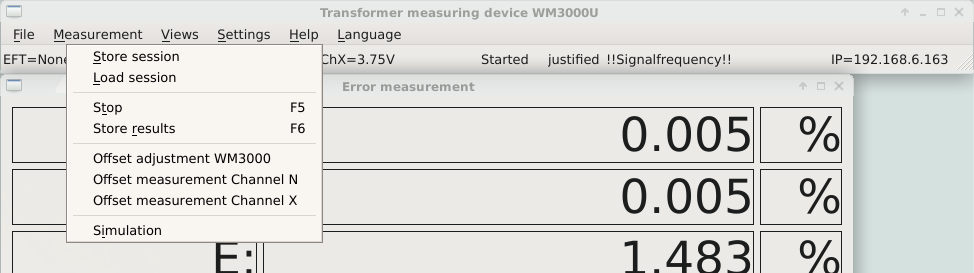 Transformer measuring device WM3000U
File Measurement Views Settings Help Language
EFT=None ChX=3.75V Started justified !!Signalfrequency!! IP=192.168.6.163
Error measurement
Store session
Load session
Stop F5
Store results F6
Offset adjustment WM3000
Offset measurement Channel N
Offset measurement Channel X
Simulation
0.005 %
0.005 %
E: 1.483 %